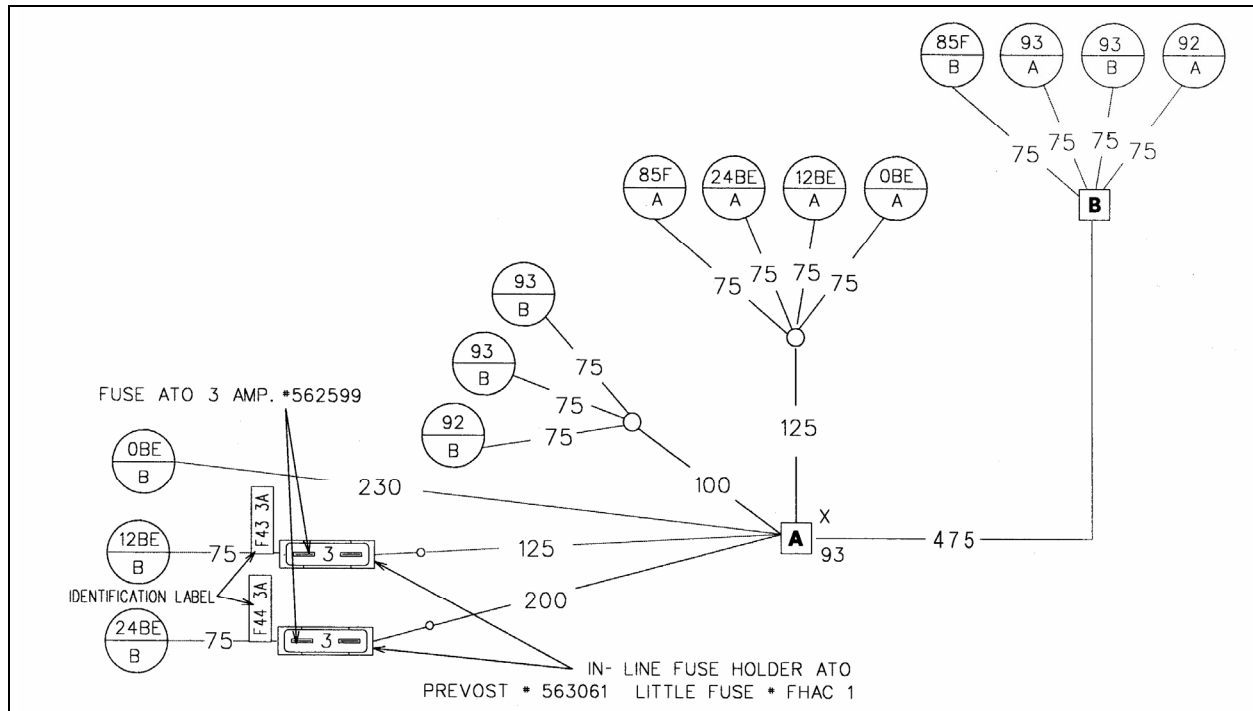 85F 93 93 92
B A B A
75 75 75 75
85F 24BE 12BE 0BE
A A A A
B
75 75 75 75
93
B
93
B
75
FUSE ATO 3 AMP. #562599
75
125
92
B
75
0BE
B
230
100
F43 3A
X
A
93
475
12BE
B
75
3
125
IDENTIFICATION LABEL
F44 3A
200
24BE
B
75
3
IN- LINE FUSE HOLDER ATO
PREVOST # 563061 LITTLE FUSE # FHAC 1